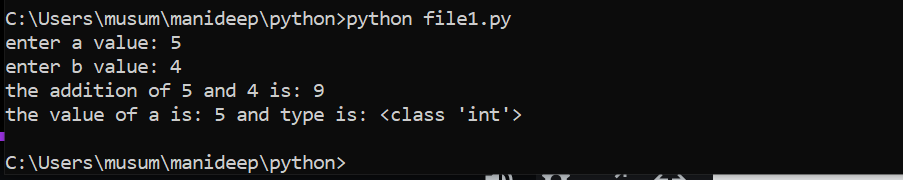 C:\Users\musum\manideep\python>python file1.py
enter a value: 5
enter b value: 4
the addition of 5 and 4 is: 9
the value of a is: 5 and type is: <class 'int'>
C:\Users\musum\manideep\python>